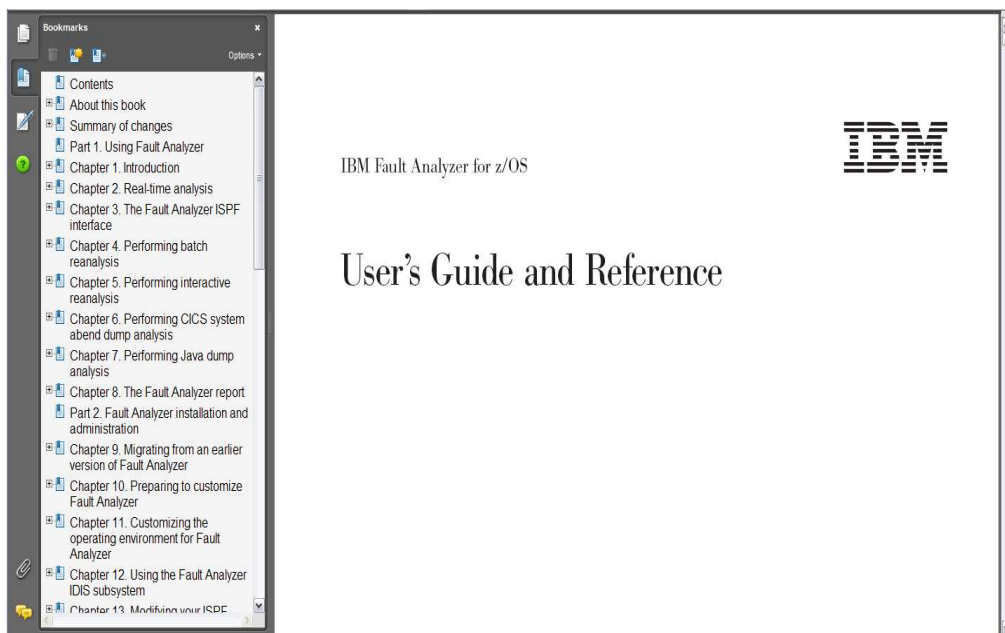 Bookmarks
Options
Contents
About this book
Summary of changes
Part 1. Using Fault Analyzer
Chapter 1. Introduction
Chapter 2. Real-time analysis
Chapter 3. The Fault Analyzer ISPF
interface
Chapter 4. Performing batch
reanalysis
Chapter 5. Performing interactive
reanalysis
Chapter 6. Performing CICS system
abend dump analysis
Chapter 7. Performing Java dump
analysis
Chapter 8. The Fault Analyzer report
Part 2. Fault Analyzer installation and
administration
Chapter 9. Migrating from an earlier
version of Fault Analyzer
Chapter 10. Preparing to customize
Fault Analyzer
Chapter 11. Customizing the
operating environment for Fault
Analyzer
Chapter 12. Using the Fault Analyzer
IDIS subsystem
Chapter 13. Modifying your ISPF
IBM Fault Analyzer for z/OS
IBM
User's Guide and Reference